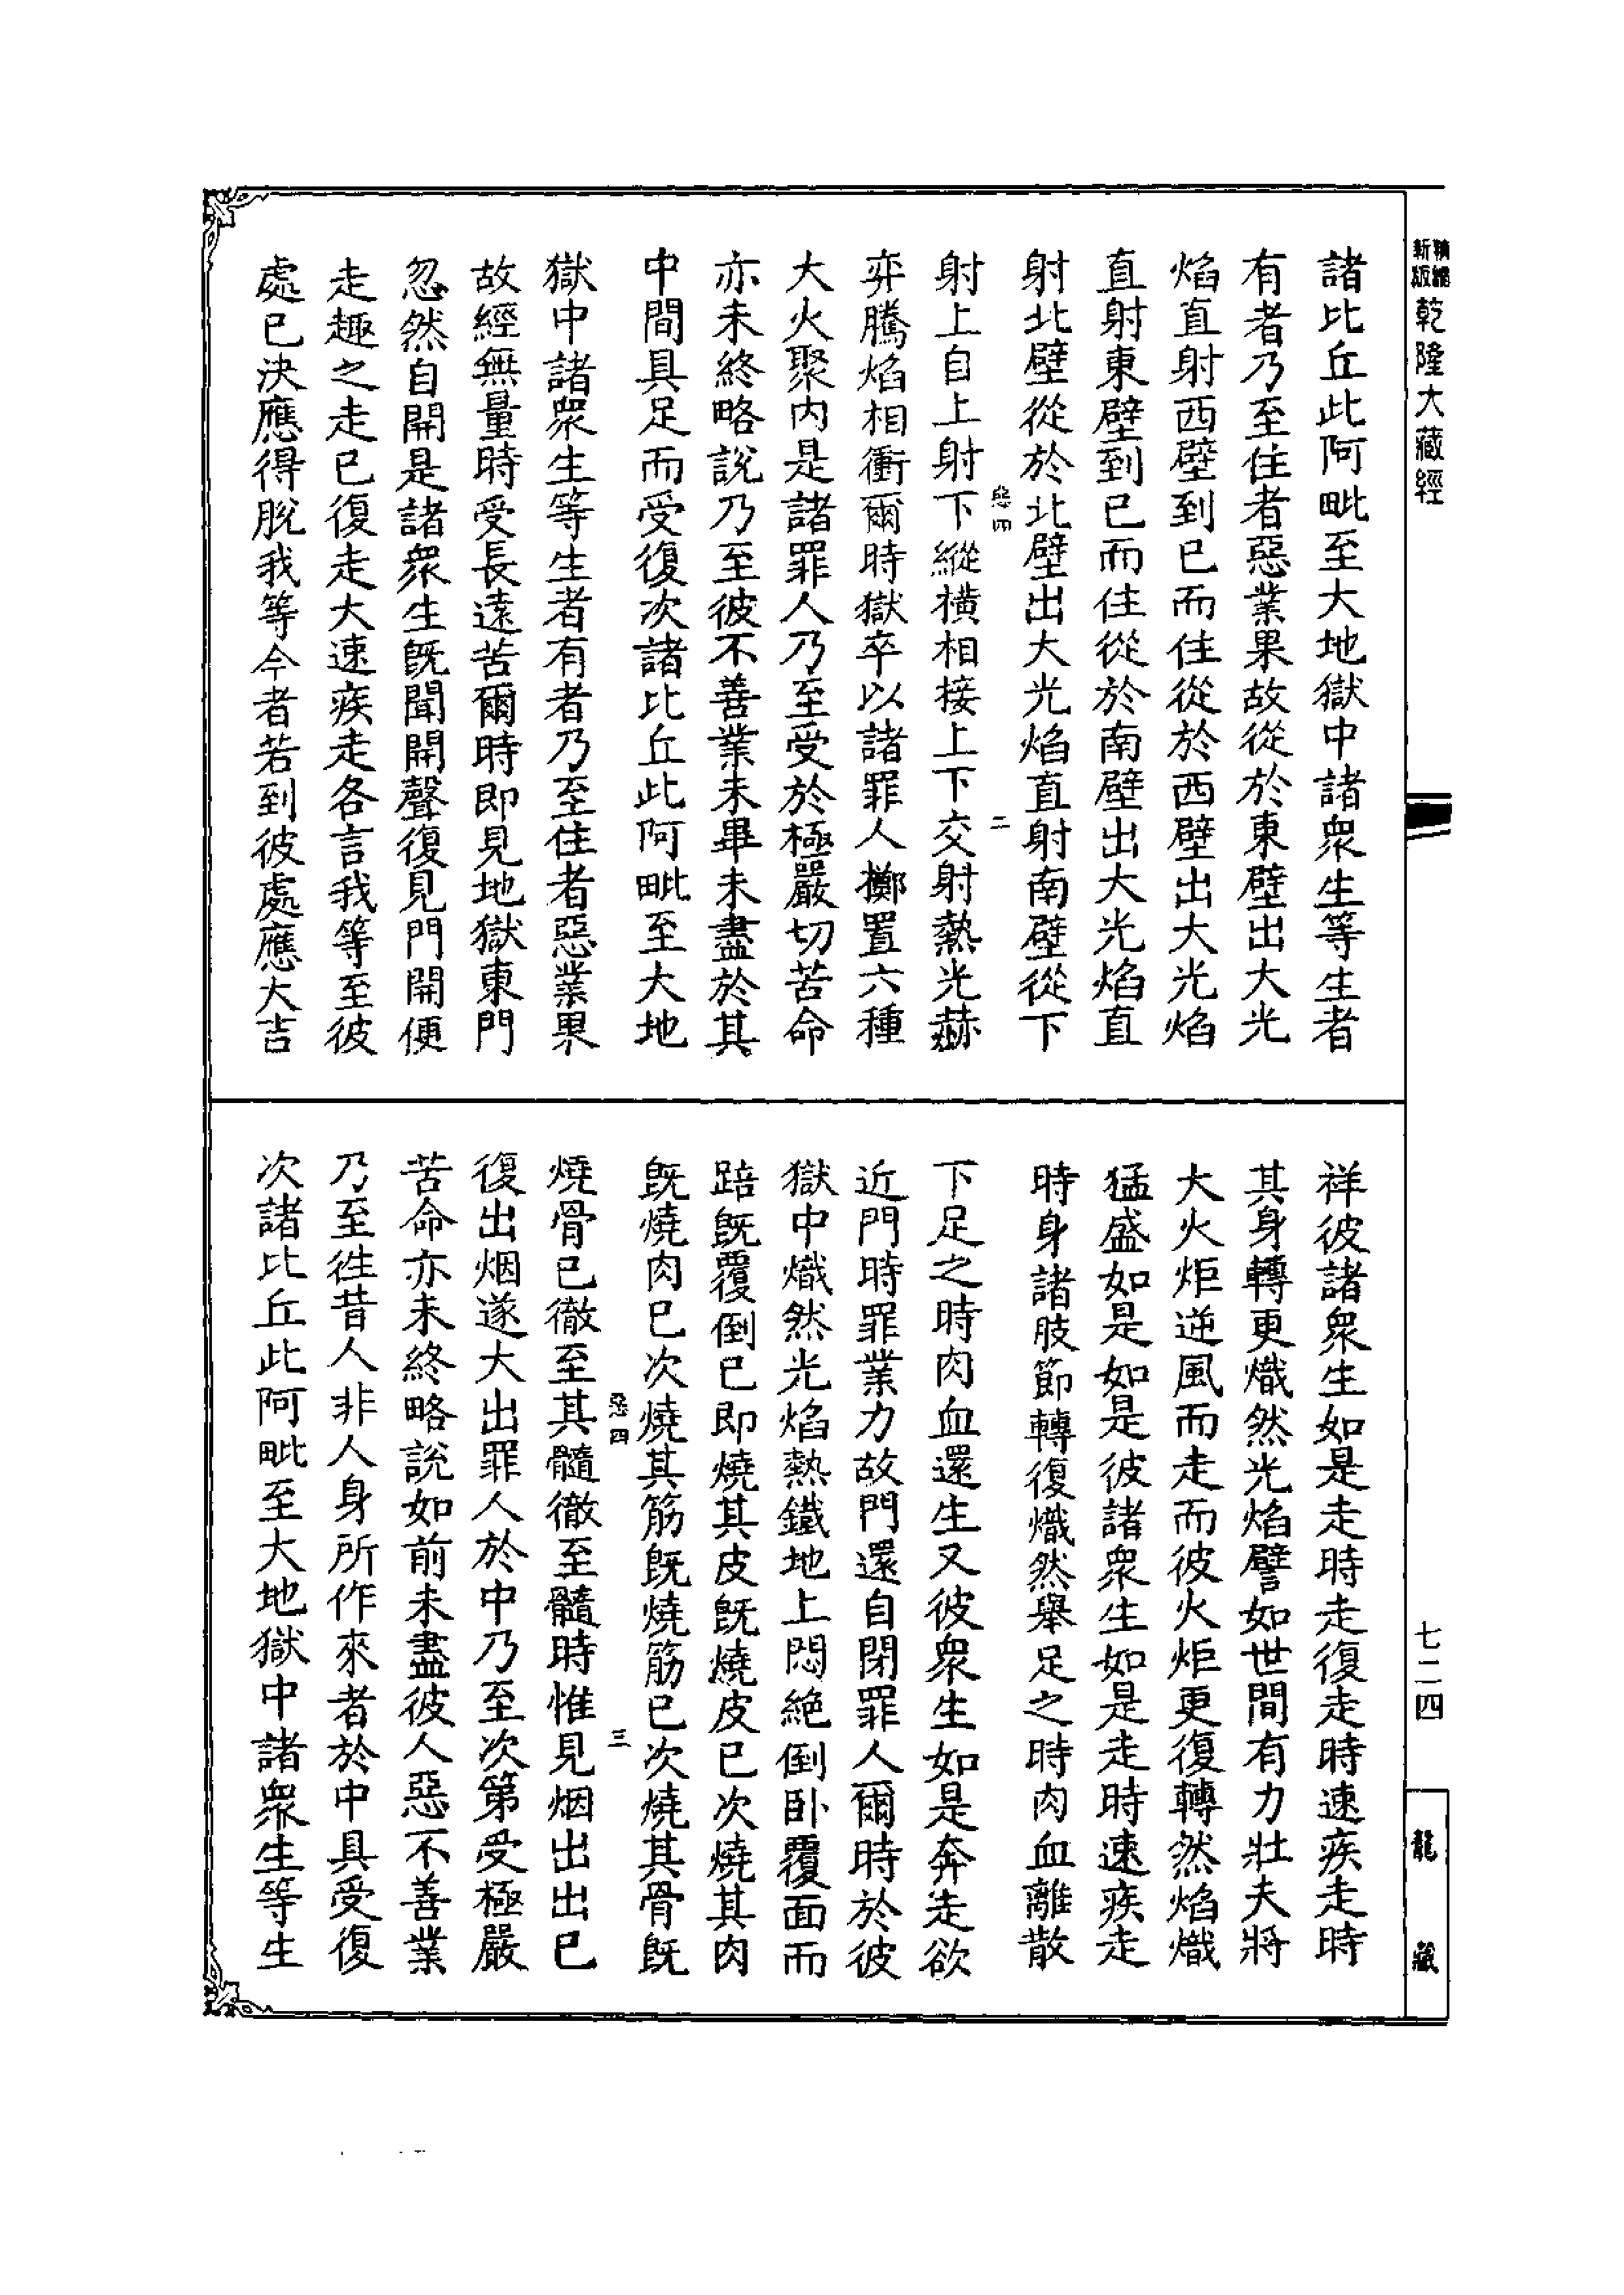 精縮
新版
乾隆大藏經
諸比丘此阿毗至大地獄中諸衆生等生者
有者乃至住者惡業果故從於東壁出大光
焰直射西壁到已而住從於西壁出大光焰
直射東壁到已而住從於南壁出大光焰直
射北壁從於北壁出大光焰直射南壁從下
惡四
二
射上自上射下縱橫相接上下交射熱光赫
弈騰焰相衝爾時獄卒以諸罪人擲置六種
大火聚内是諸罪人乃至受於極嚴切苦命
亦未終略說乃至彼不善業未畢未盡於其
中間具足而受復次諸比丘此阿毗至大地
獄中諸衆生等生者有者乃至住者惡業果
故經無量時受長遠苦爾時即見地獄東門
忽然自開是諸衆生旣聞開聲復見門開便
走趣之走已復走大速疾走各言我等至彼
處已決應得脫我等今者若到彼處應大吉
祥彼諸衆生如是走時走復走時速疾走時
其身轉更熾然光焰譬如世間有力壯夫將
大火炬逆風而走而彼火炬更復轉然焰熾
猛盛如是如是彼諸衆生如是走時速疾走
時身諸肢節轉復熾然舉足之時肉血離散
下足之時肉血還生又彼衆生如是奔走欲
近門時罪業力故門還自閉罪人爾時於彼
獄中熾然光焰熱鐵地上悶絕倒卧覆面而
踣旣覆倒已即燒其皮旣燒皮已次燒其肉
旣燒肉已次燒其筋旣燒筋已次燒其骨旣
惡四
三
燒骨已徹至其髓徹至髓時惟見烟出出已
復出烟遂大出罪人於中乃至次第受極嚴
苦命亦未終略說如前未盡彼人惡不善業
乃至徃昔人非人身所作來者於中具受復
次諸比丘此阿毗至大地獄中諸衆生等生
七二四
龍藏